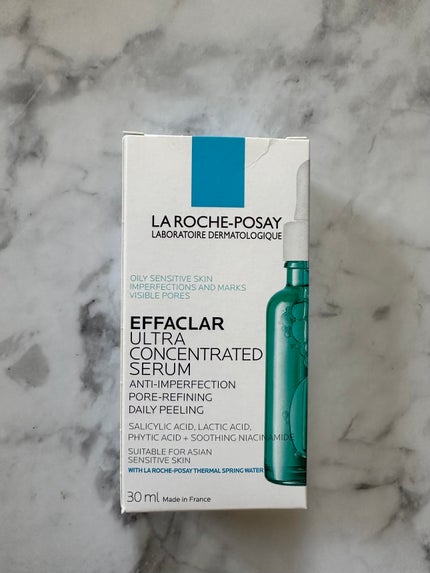 LA ROCHE-POSAY
LABORATOIRE DERMATOLOGIQUE
OILY SENSITIVE SKIN
IMPERFECTIONS AND MARKS
VISIBLE PORES
EFFACLAR
ULTRA
CONCENTRATED
SERUM
ANTI-IMPERFECTION
PORE-REFINING
DAILY PEELING
SALICYLIC ACID, LACTIC ACID,
PHYTIC ACID + SOOTHING NIACINAMIDE
SUITABLE FOR ASIAN
SENSITIVE SKIN
WITH LA ROCHE-POSAY THERMAL SPRING WATER
30 ml Made in France